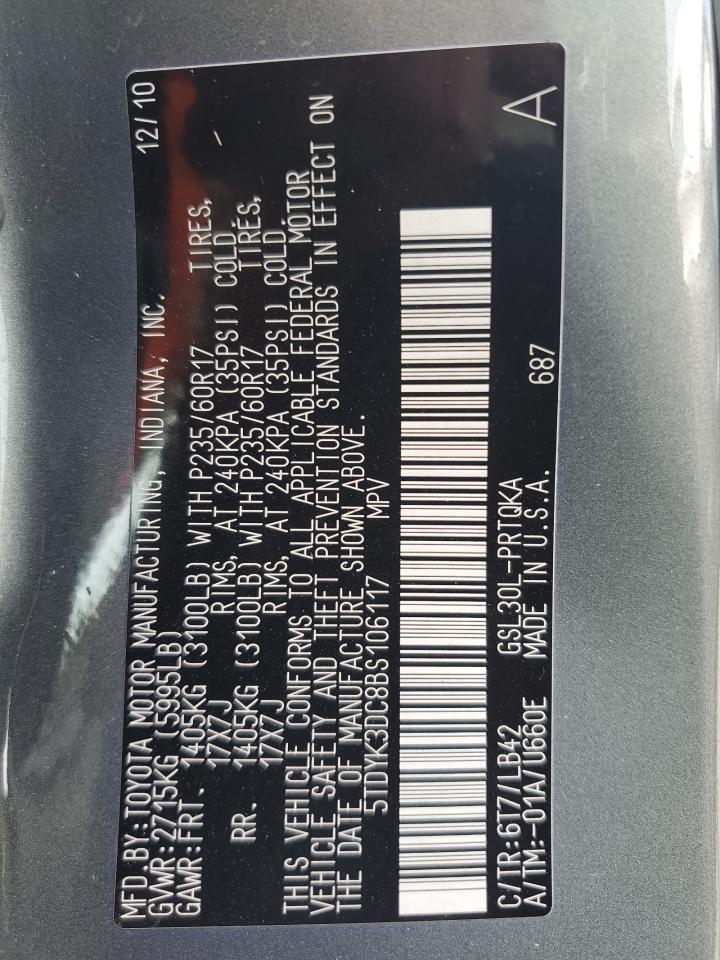 MFD.BY:TOYOTA MOTOR MANUFACTURING, INDIANA, INC. 12/10
GVWR:2715KG (5995LB)
GAWR:FRT. 1405KG (3100LB) WITH P235/60R17 TIRES,
17X7J RIMS, AT 240KPA (35PSI) COLD.
RR. 1405KG (3100LB) WITH P235/60R17 TIRES,
17X7J RIMS, AT 240KPA (35PSI) COLD.
THIS VEHICLE CONFORMS TO ALL APPLICABLE FEDERAL MOTOR
VEHICLE SAFETY AND THEFT PREVENTION STANDARDS IN EFFECT ON
THE DATE OF MANUFACTURE SHOWN ABOVE.
5TDYK3DC8BS106117 MPV
C/TR:6T7/LB42 GSL30L-PRTQKA
A/TM:-01A/U660E MADE IN U.S.A. 687 A